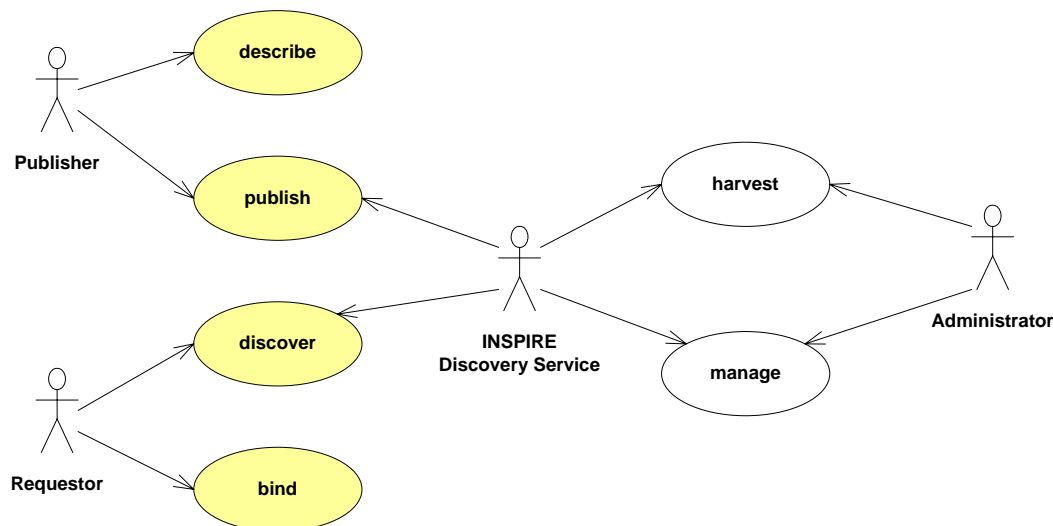 describe
Publisher
publish
harvest
discover
INSPIRE
Discovery Service
Administrator
manage
Requestor
bind